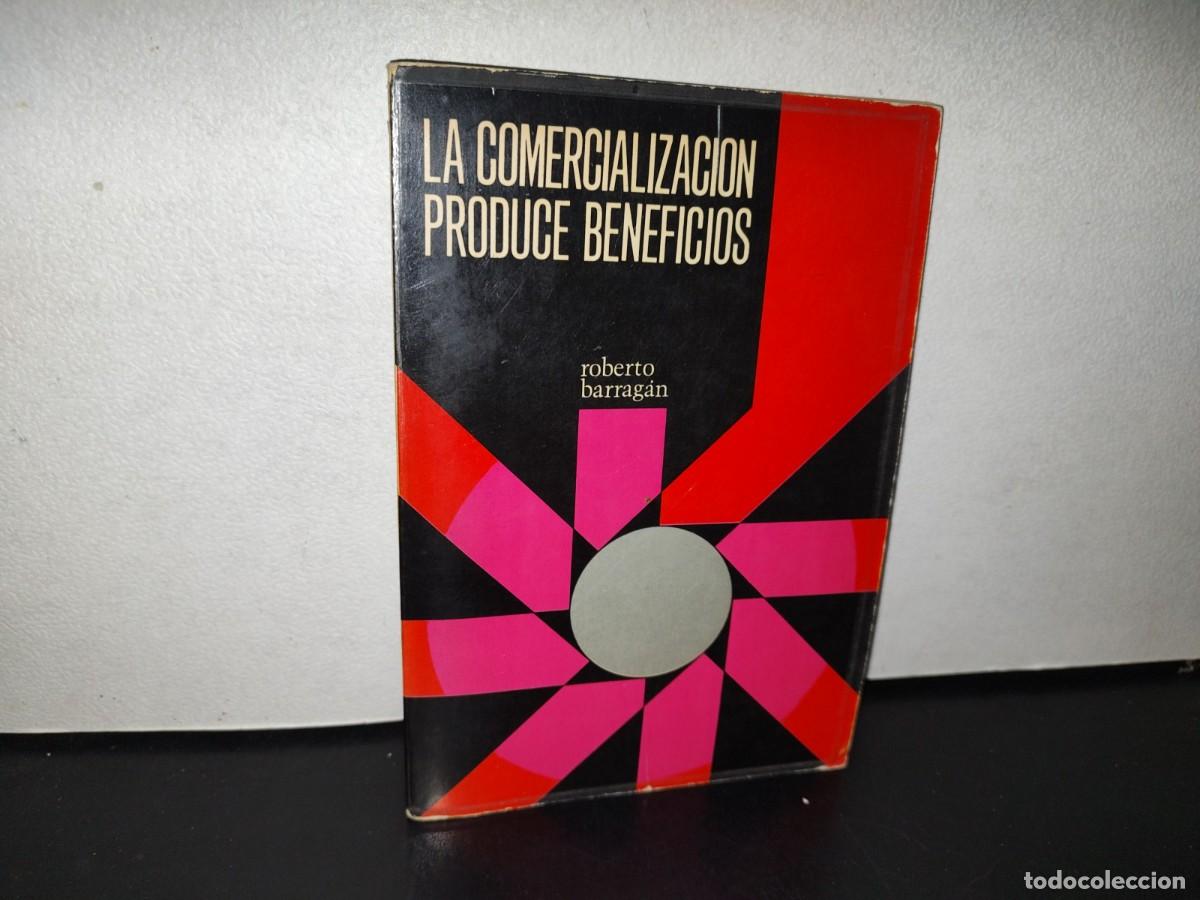 LA COMERCIALIZACION
PRODUCE BENEFICIOS
roberto
barragán
todocoleccion